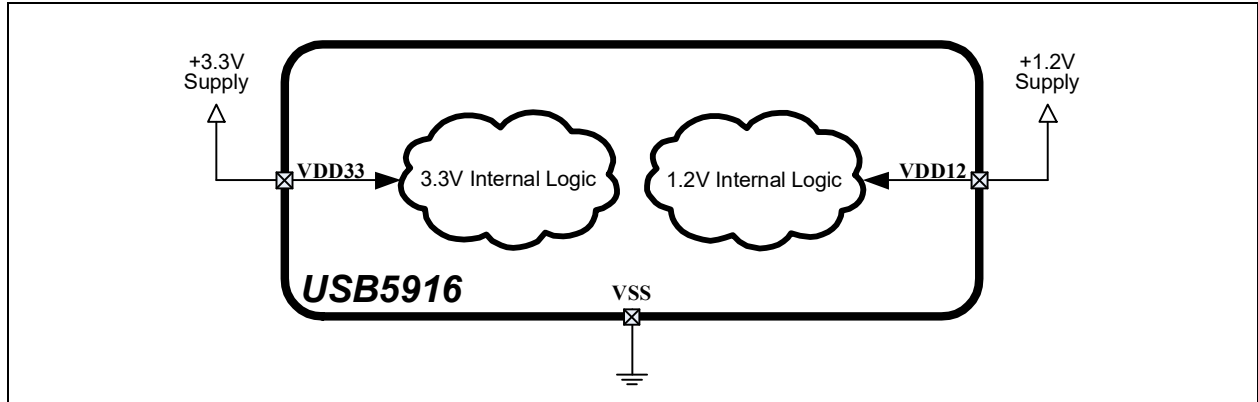 +3.3V
Supply
+1.2V
Supply
VDD33
3.3V Internal Logic
1.2V Internal Logic
VDD12
USB5916
VSS